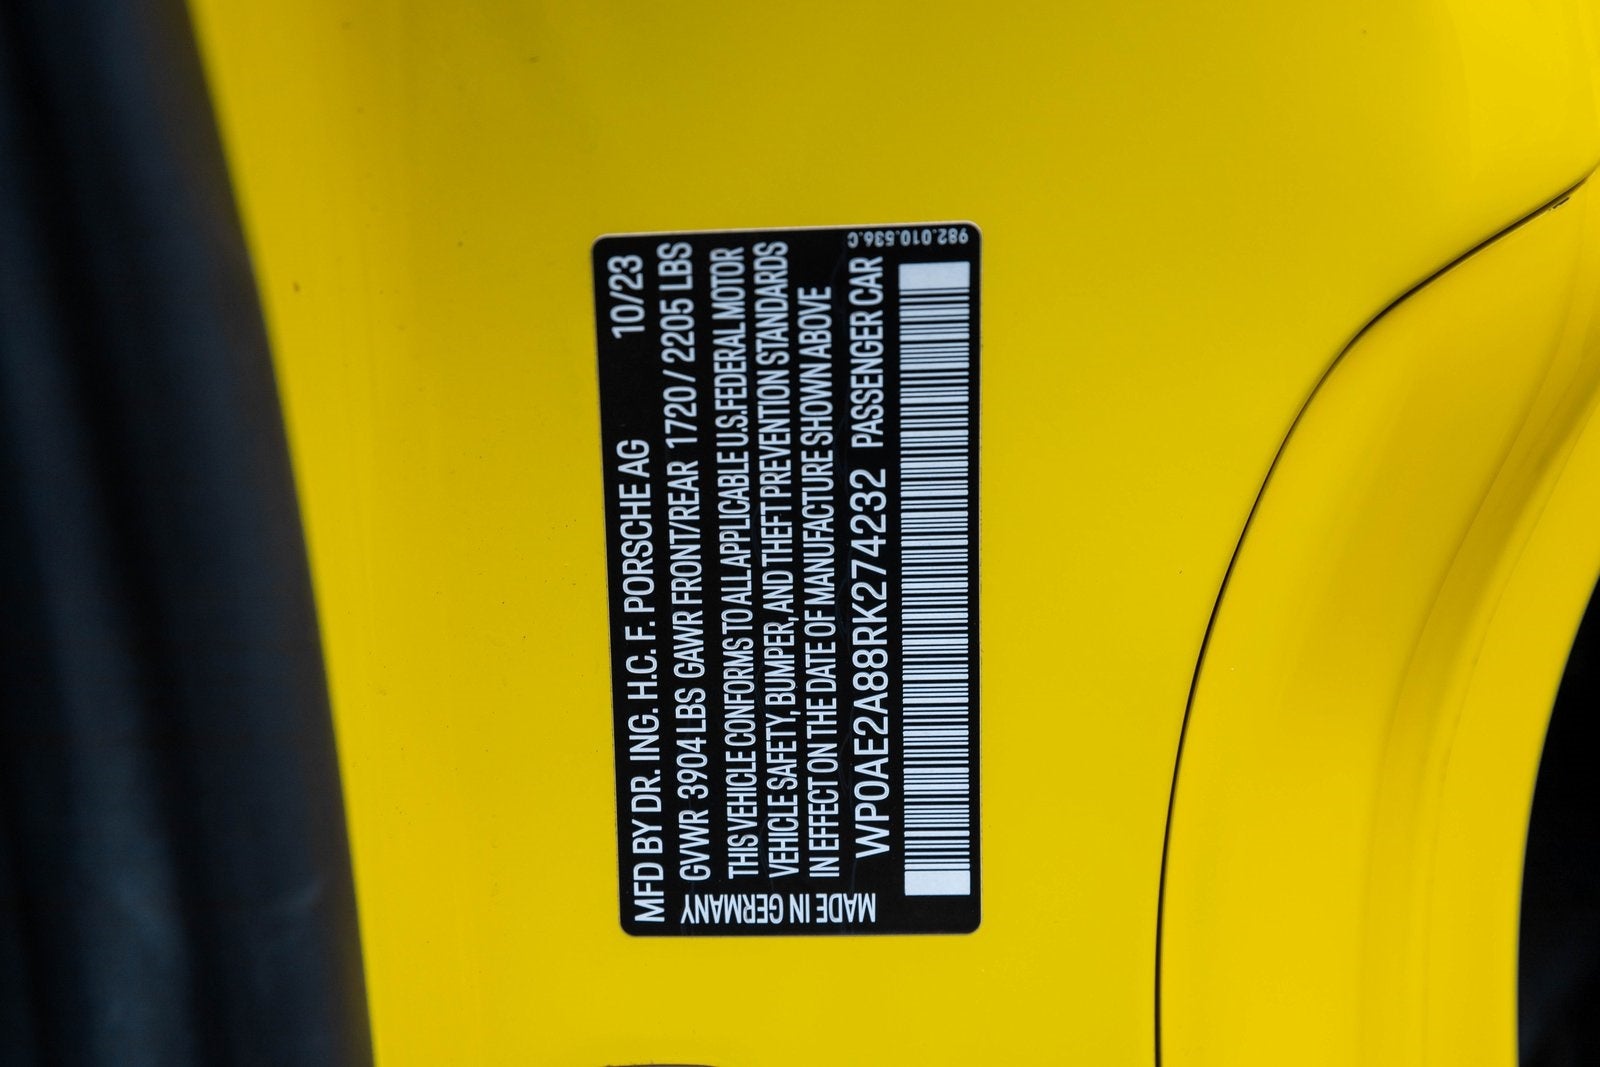 MFD BY DR. ING. H.C. F. PORSCHE AG 10/23
GVWR 3904 LBS GAWR FRONT/REAR 1720 / 2205 LBS
THIS VEHICLE CONFORMS TO ALL APPLICABLE U.S. FEDERAL MOTOR
VEHICLE SAFETY, BUMPER, AND THEFT PREVENTION STANDARDS
IN EFFECT ON THE DATE OF MANUFACTURE SHOWN ABOVE
WP0AE2A88RK274232 PASSENGER CAR
MADE IN GERMANY
982.010.536.C